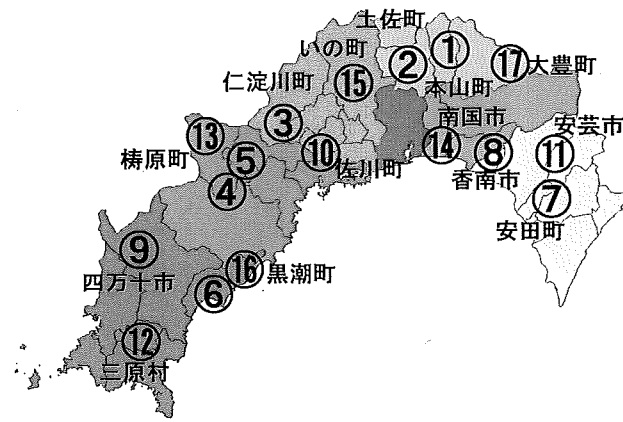 土佐町
いの町
①
②
⑰
大豊町
仁淀川町
⑮
本山町
③
南国市
安芸市
⑬
⑤
⑩
⑭
⑧
⑪
梼原町
佐川町
香南市
④
⑦
安田町
⑨
四万十市
⑯
黒潮町
⑥
⑫
三原村